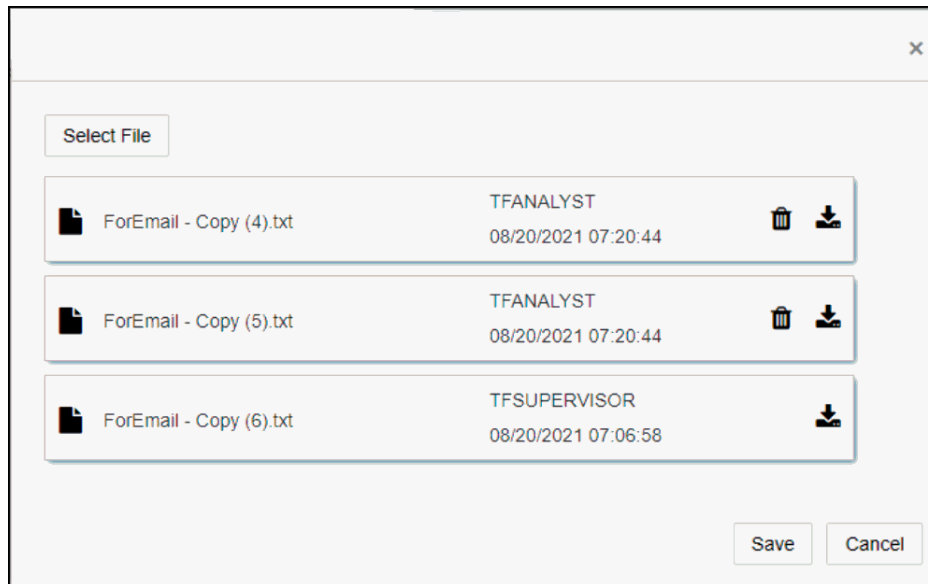 ×
Select File
ForEmail - Copy (4).txt
TFANALYST
08/20/2021 07:20:44
ForEmail - Copy (5).txt
TFANALYST
08/20/2021 07:20:44
ForEmail - Copy (6).txt
TFSUPERVISOR
08/20/2021 07:06:58
Save Cancel